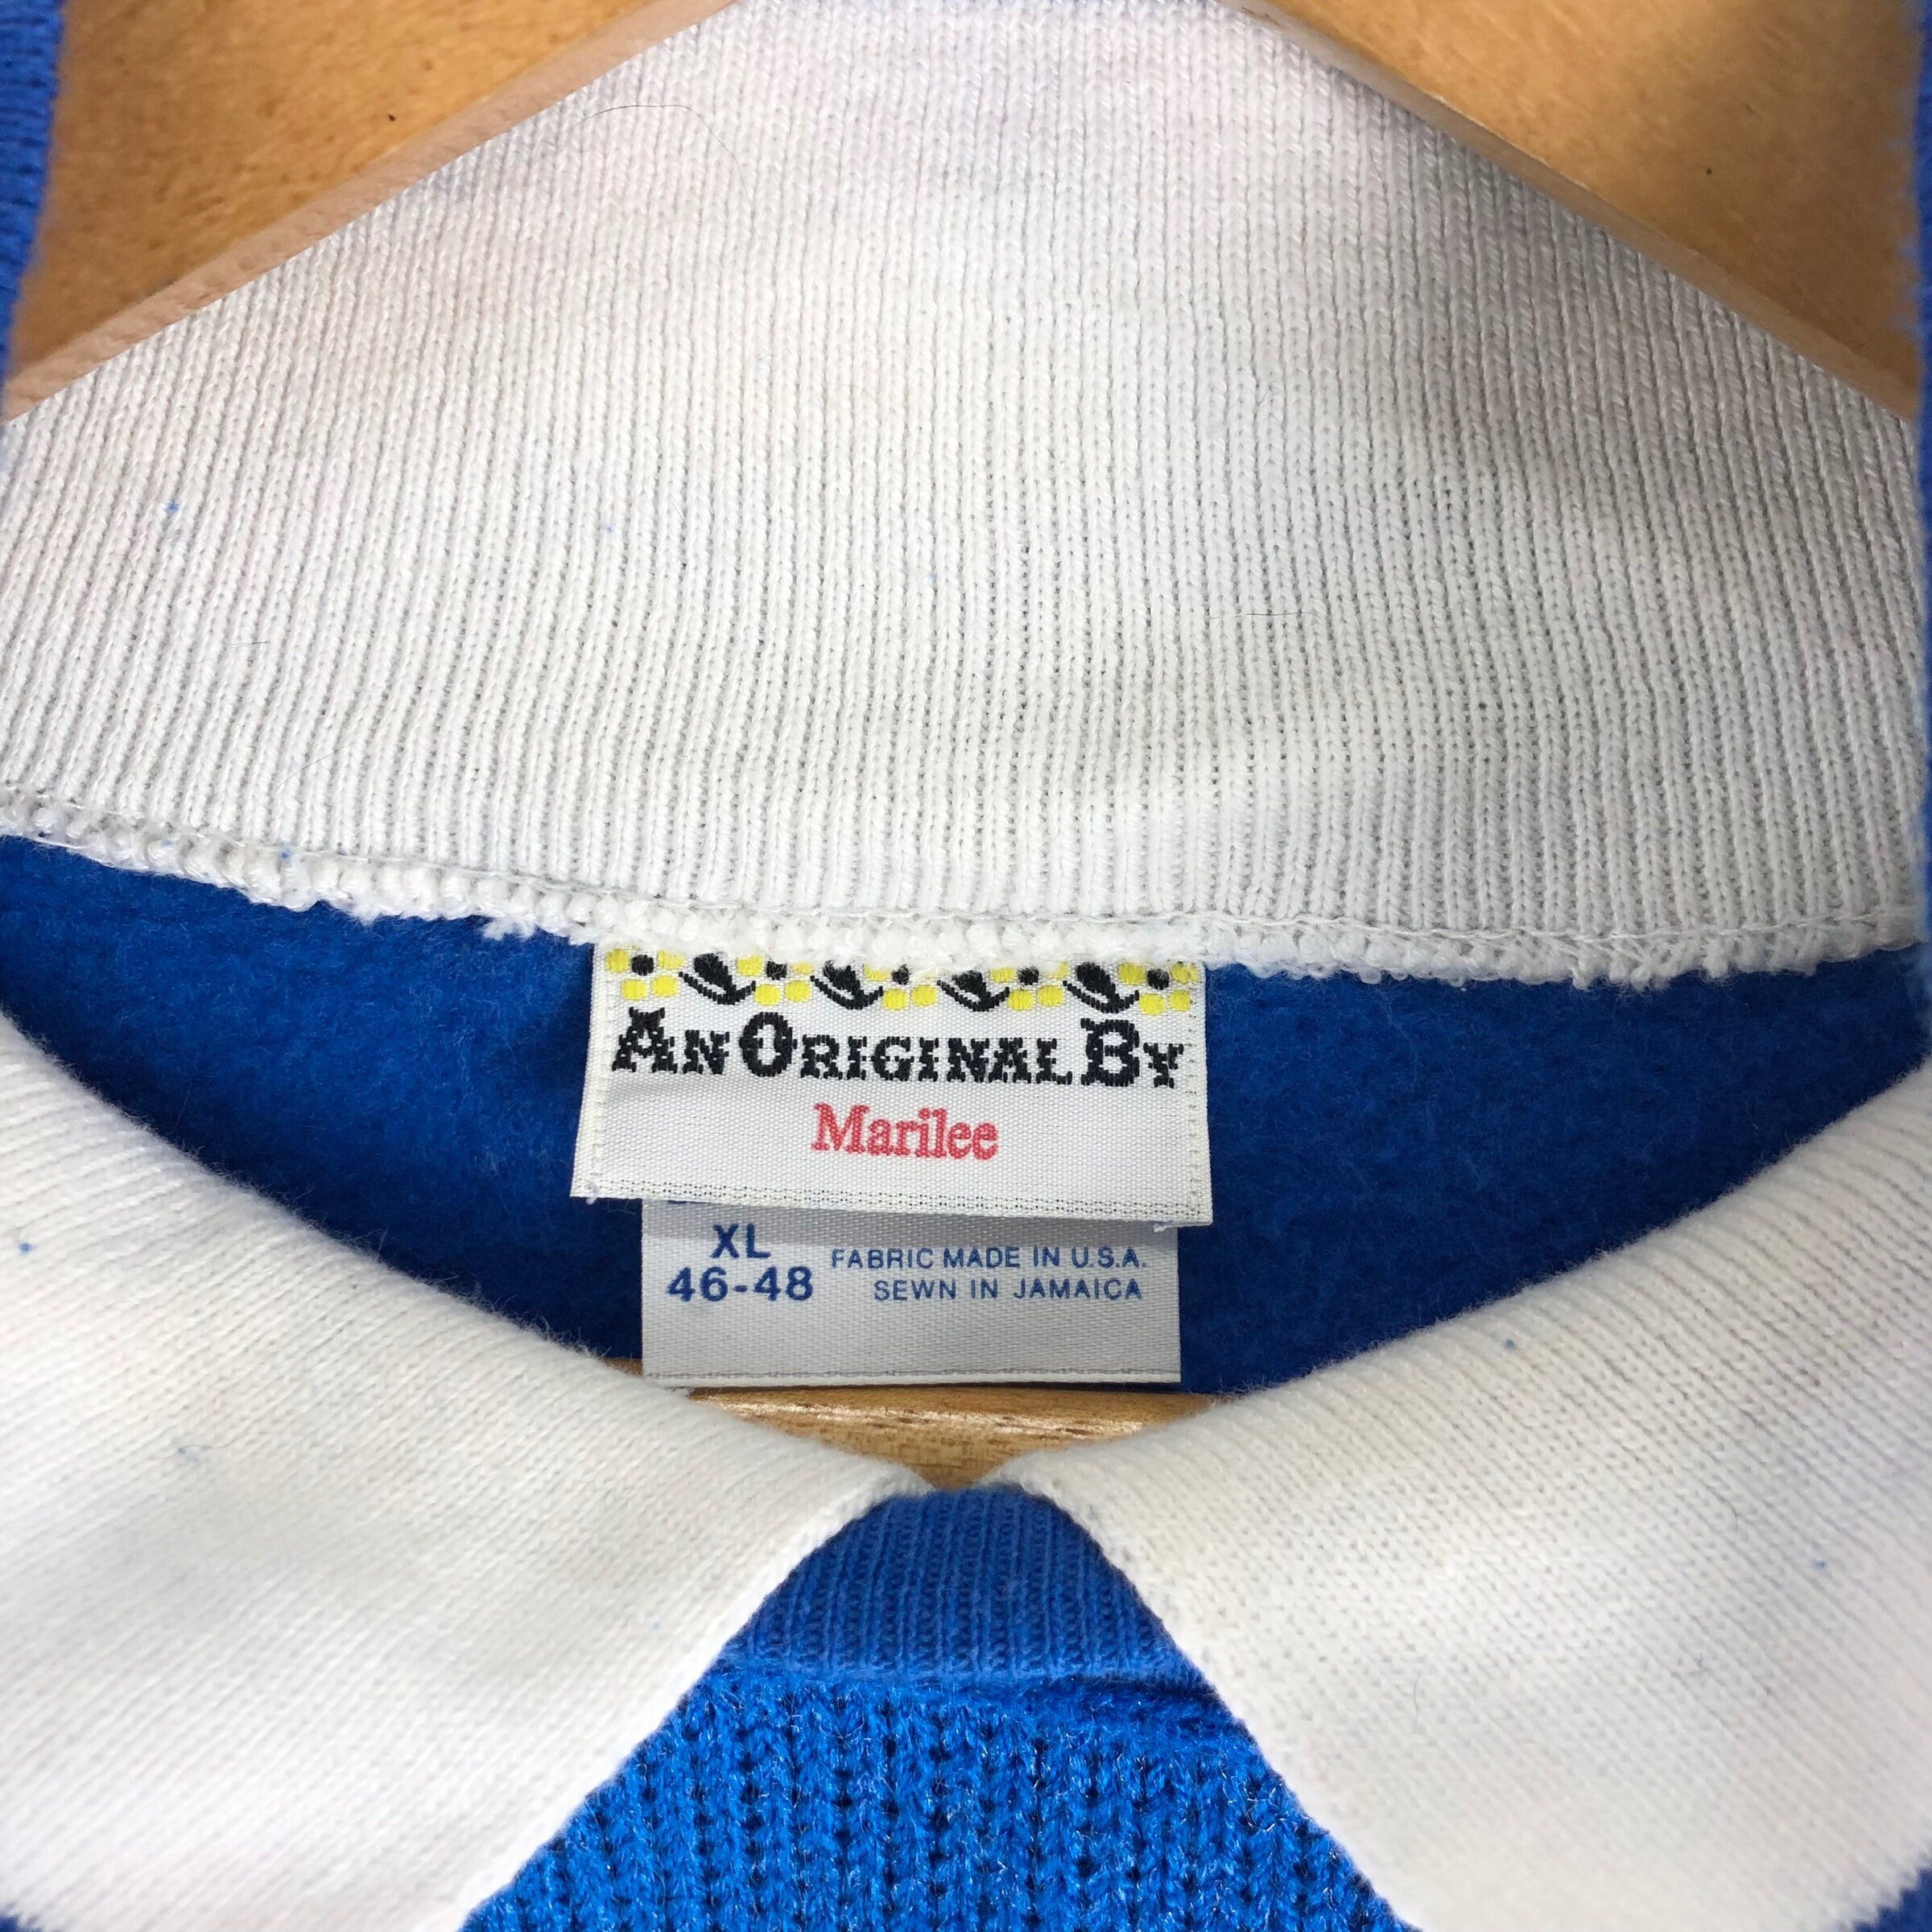 AN ORIGINAL BY
Marilee
XL
46-48
FABRIC MADE IN U.S.A.
SEWN IN JAMAICA